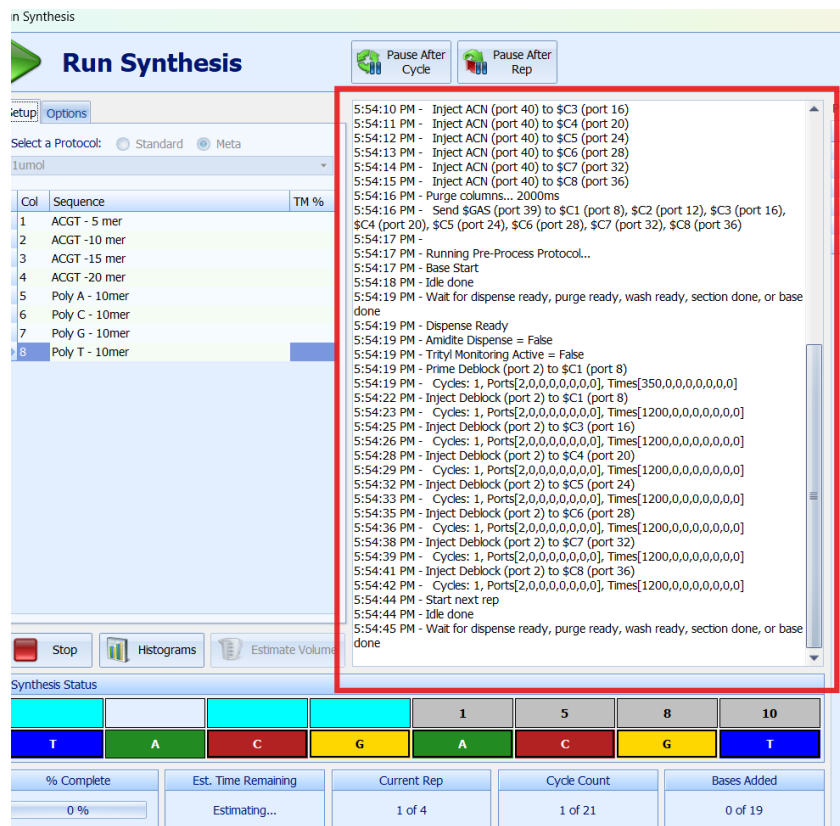 un Synthesis
Run Synthesis
Pause After
Cycle
Pause After
Rep
Setup
Options
Select a Protocol:
Standard
Meta
1umol
Col
Sequence
TM %
1 ACGT - 5 mer
2 ACGT -10 mer
3 ACGT -15 mer
4 ACGT -20 mer
5 Poly A - 10mer
6 Poly C - 10mer
7 Poly G - 10mer
8 Poly T - 10mer
5:54:10 PM - Inject ACN (port 40) to $C3 (port 16)
5:54:11 PM - Inject ACN (port 40) to $C4 (port 20)
5:54:12 PM - Inject ACN (port 40) to $C5 (port 24)
5:54:13 PM - Inject ACN (port 40) to $C6 (port 28)
5:54:14 PM - Inject ACN (port 40) to $C7 (port 32)
5:54:15 PM - Inject ACN (port 40) to $C8 (port 36)
5:54:16 PM - Purge columns... 2000ms
5:54:16 PM - Send $GAS (port 39) to $C1 (port 8), $C2 (port 12), $C3 (port 16),
$C4 (port 20), $C5 (port 24), $C6 (port 28), $C7 (port 32), $C8 (port 36)
5:54:17 PM -
5:54:17 PM - Running Pre-Process Protocol...
5:54:17 PM - Base Start
5:54:18 PM - Idle done
5:54:19 PM - Wait for dispense ready, purge ready, wash ready, section done, or base
done
5:54:19 PM - Dispense Ready
5:54:19 PM - Amidite Dispense = False
5:54:19 PM - Trityl Monitoring Active = False
5:54:19 PM - Prime Deblock (port 2) to $C1 (port 8)
5:54:19 PM - Cycles: 1, Ports[2,0,0,0,0,0,0,0], Times[350,0,0,0,0,0,0,0]
5:54:22 PM - Inject Deblock (port 2) to $C1 (port 8)
5:54:23 PM - Cycles: 1, Ports[2,0,0,0,0,0,0,0], Times[1200,0,0,0,0,0,0,0]
5:54:25 PM - Inject Deblock (port 2) to $C3 (port 16)
5:54:26 PM - Cycles: 1, Ports[2,0,0,0,0,0,0,0], Times[1200,0,0,0,0,0,0,0]
5:54:28 PM - Inject Deblock (port 2) to $C4 (port 20)
5:54:29 PM - Cycles: 1, Ports[2,0,0,0,0,0,0,0], Times[1200,0,0,0,0,0,0,0]
5:54:32 PM - Inject Deblock (port 2) to $C5 (port 24)
5:54:33 PM - Cycles: 1, Ports[2,0,0,0,0,0,0,0], Times[1200,0,0,0,0,0,0,0]
5:54:35 PM - Inject Deblock (port 2) to $C6 (port 28)
5:54:36 PM - Cycles: 1, Ports[2,0,0,0,0,0,0,0], Times[1200,0,0,0,0,0,0,0]
5:54:38 PM - Inject Deblock (port 2) to $C7 (port 32)
5:54:39 PM - Cycles: 1, Ports[2,0,0,0,0,0,0,0], Times[1200,0,0,0,0,0,0,0]
5:54:41 PM - Inject Deblock (port 2) to $C8 (port 36)
5:54:42 PM - Cycles: 1, Ports[2,0,0,0,0,0,0,0], Times[1200,0,0,0,0,0,0,0]
5:54:44 PM - Start next rep
5:54:44 PM - Idle done
5:54:45 PM - Wait for dispense ready, purge ready, wash ready, section done, or base
done
Stop
Histograms
Estimate Volume
Synthesis Status
1 5 8 10
T A C G A C G T
% Complete
Est. Time Remaining
Current Rep
Cycle Count
Bases Added
0 %
Estimating...
1 of 4
1 of 21
0 of 19